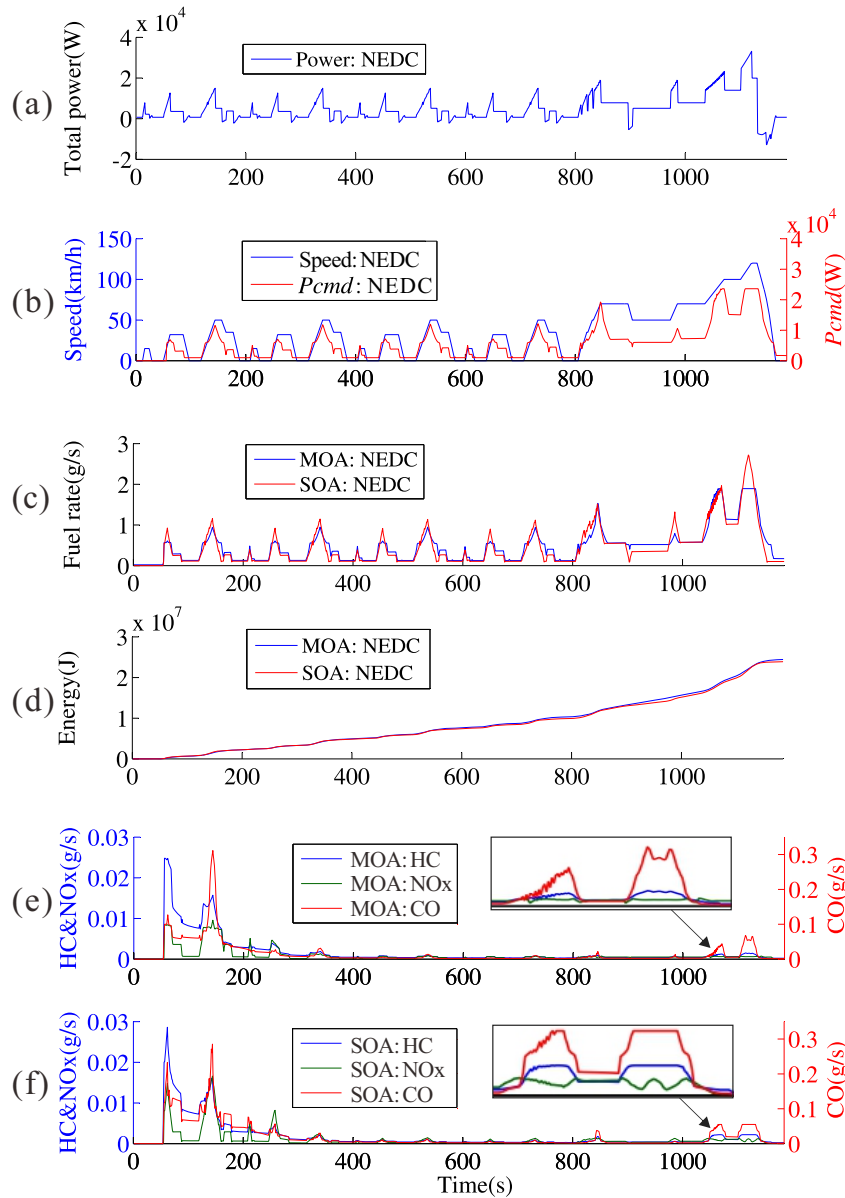 x 10^4
4
2
0
-2
Total power(W)
Power: NEDC
(a)
0 200 400 600 800 1000
x 10^4
150
100
50
0
Speed(km/h)
Speed:NEDC
Pcmd: NEDC
4
3
2
1
0
Pcmd(W)
(b)
0 200 400 600 800 1000
3
2
1
0
Fuel rate(g/s)
MOA: NEDC
SOA: NEDC
(c)
0 200 400 600 800 1000
x 10^7
3
2
1
0
Energy(J)
MOA: NEDC
SOA: NEDC
(d)
0 200 400 600 800 1000
0.03
0.02
0.01
0
HC&NOx(g/s)
MOA:HC
MOA:NOx
MOA:CO
0.3
0.2
0.1
0
CO(g/s)
(e)
0 200 400 600 800 1000
0.03
0.02
0.01
0
HC&NOx(g/s)
SOA:HC
SOA:NOx
SOA:CO
0.3
0.2
0.1
0
CO(g/s)
(f)
0 200 400 600 800 1000
Time(s)